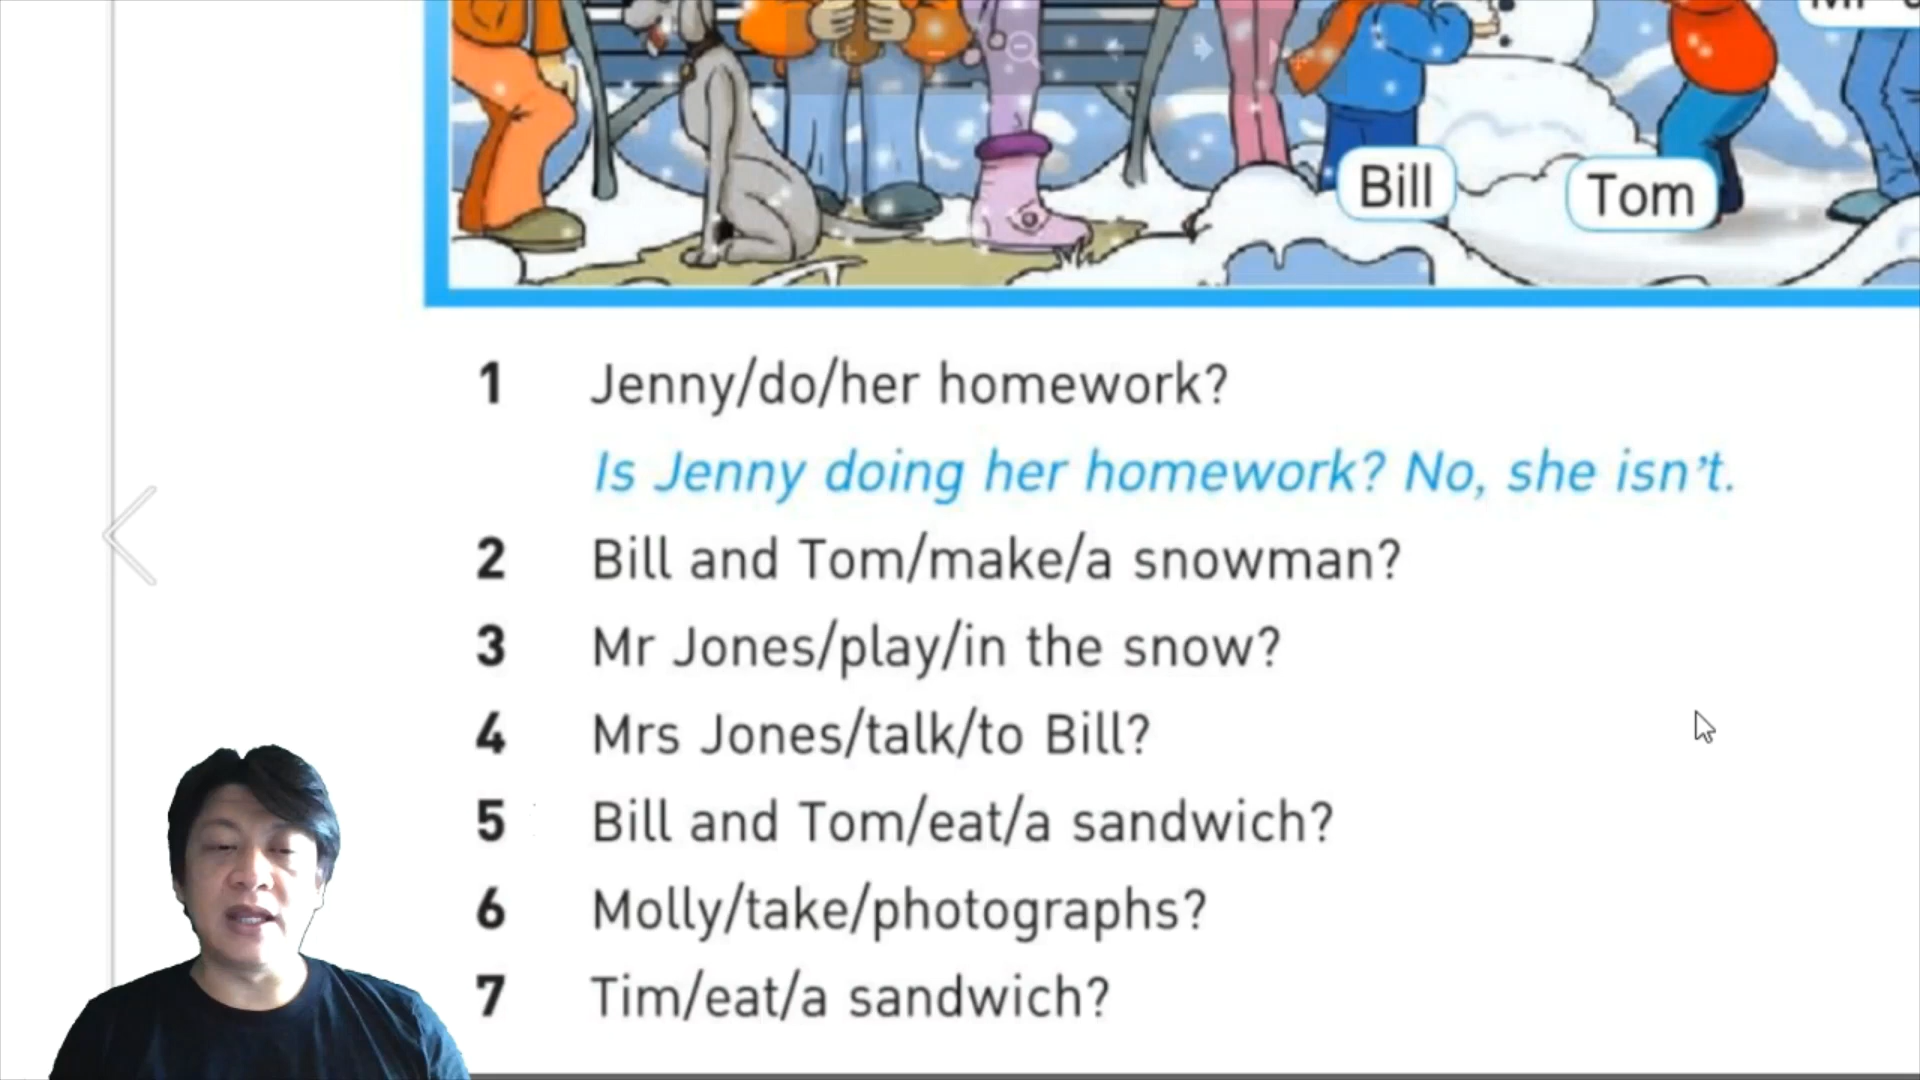 Bill
Tom
1 Jenny/do/her homework?
Is Jenny doing her homework? No, she isn't.
2 Bill and Tom/make/a snowman?
3 Mr Jones/play/in the snow?
4 Mrs Jones/talk/to Bill?
5 Bill and Tom/eat/a sandwich?
6 Molly/take/photographs?
7 Tim/eat/a sandwich?